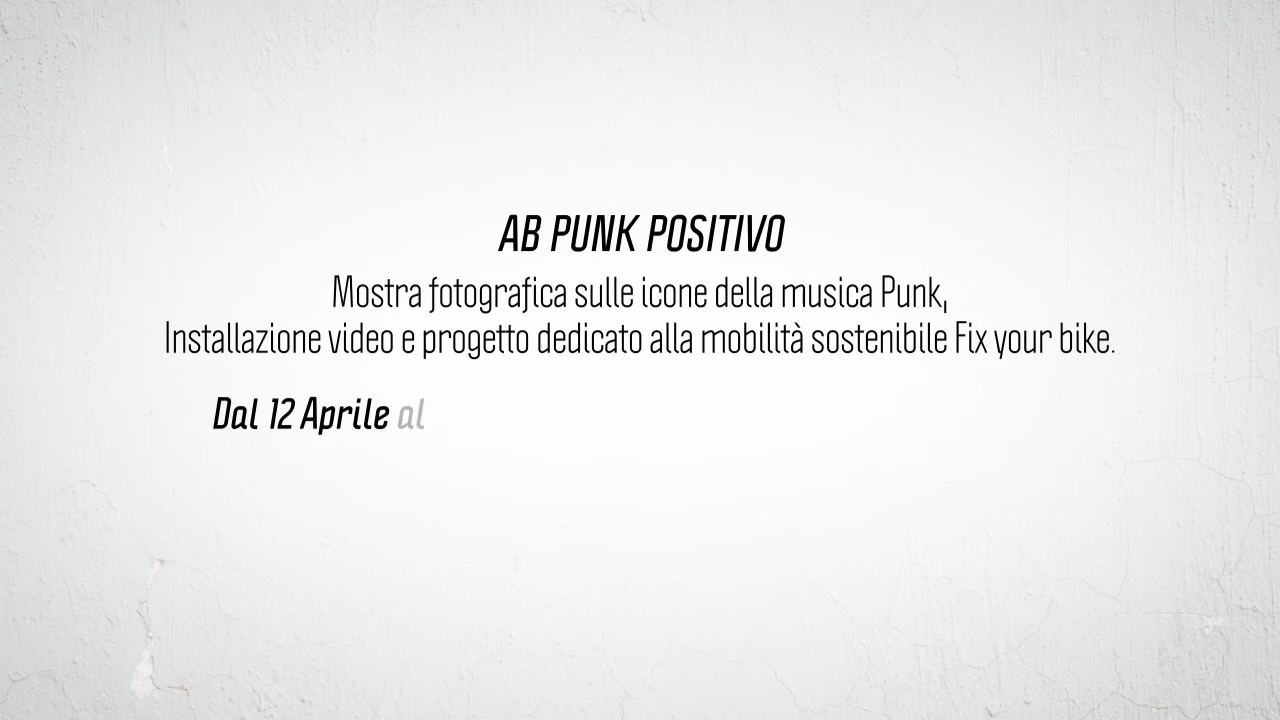 AB PUNK POSITIVO
Mostra fotografica sulle icone della musica Punk,
Installazione video e progetto dedicato alla mobilità sostenibile Fix your bike.
Dal 12 Aprile al